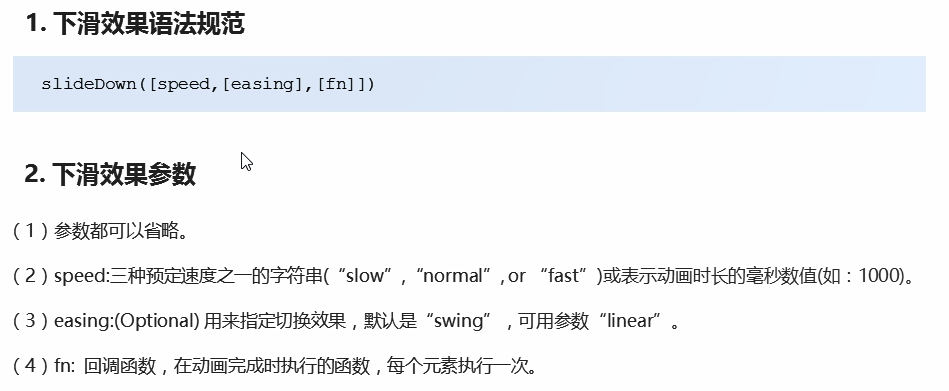 1. 下滑效果语法规范
slideDown([speed,[easing],[fn]])
2. 下滑效果参数
（1）参数都可以省略。
（2）speed:三种预定速度之一的字符串(“slow”,“normal”, or “fast”)或表示动画时长的毫秒数值(如：1000)。
（3）easing:(Optional) 用来指定切换效果，默认是“swing”，可用参数“linear”。
（4）fn: 回调函数，在动画完成时执行的函数，每个元素执行一次。